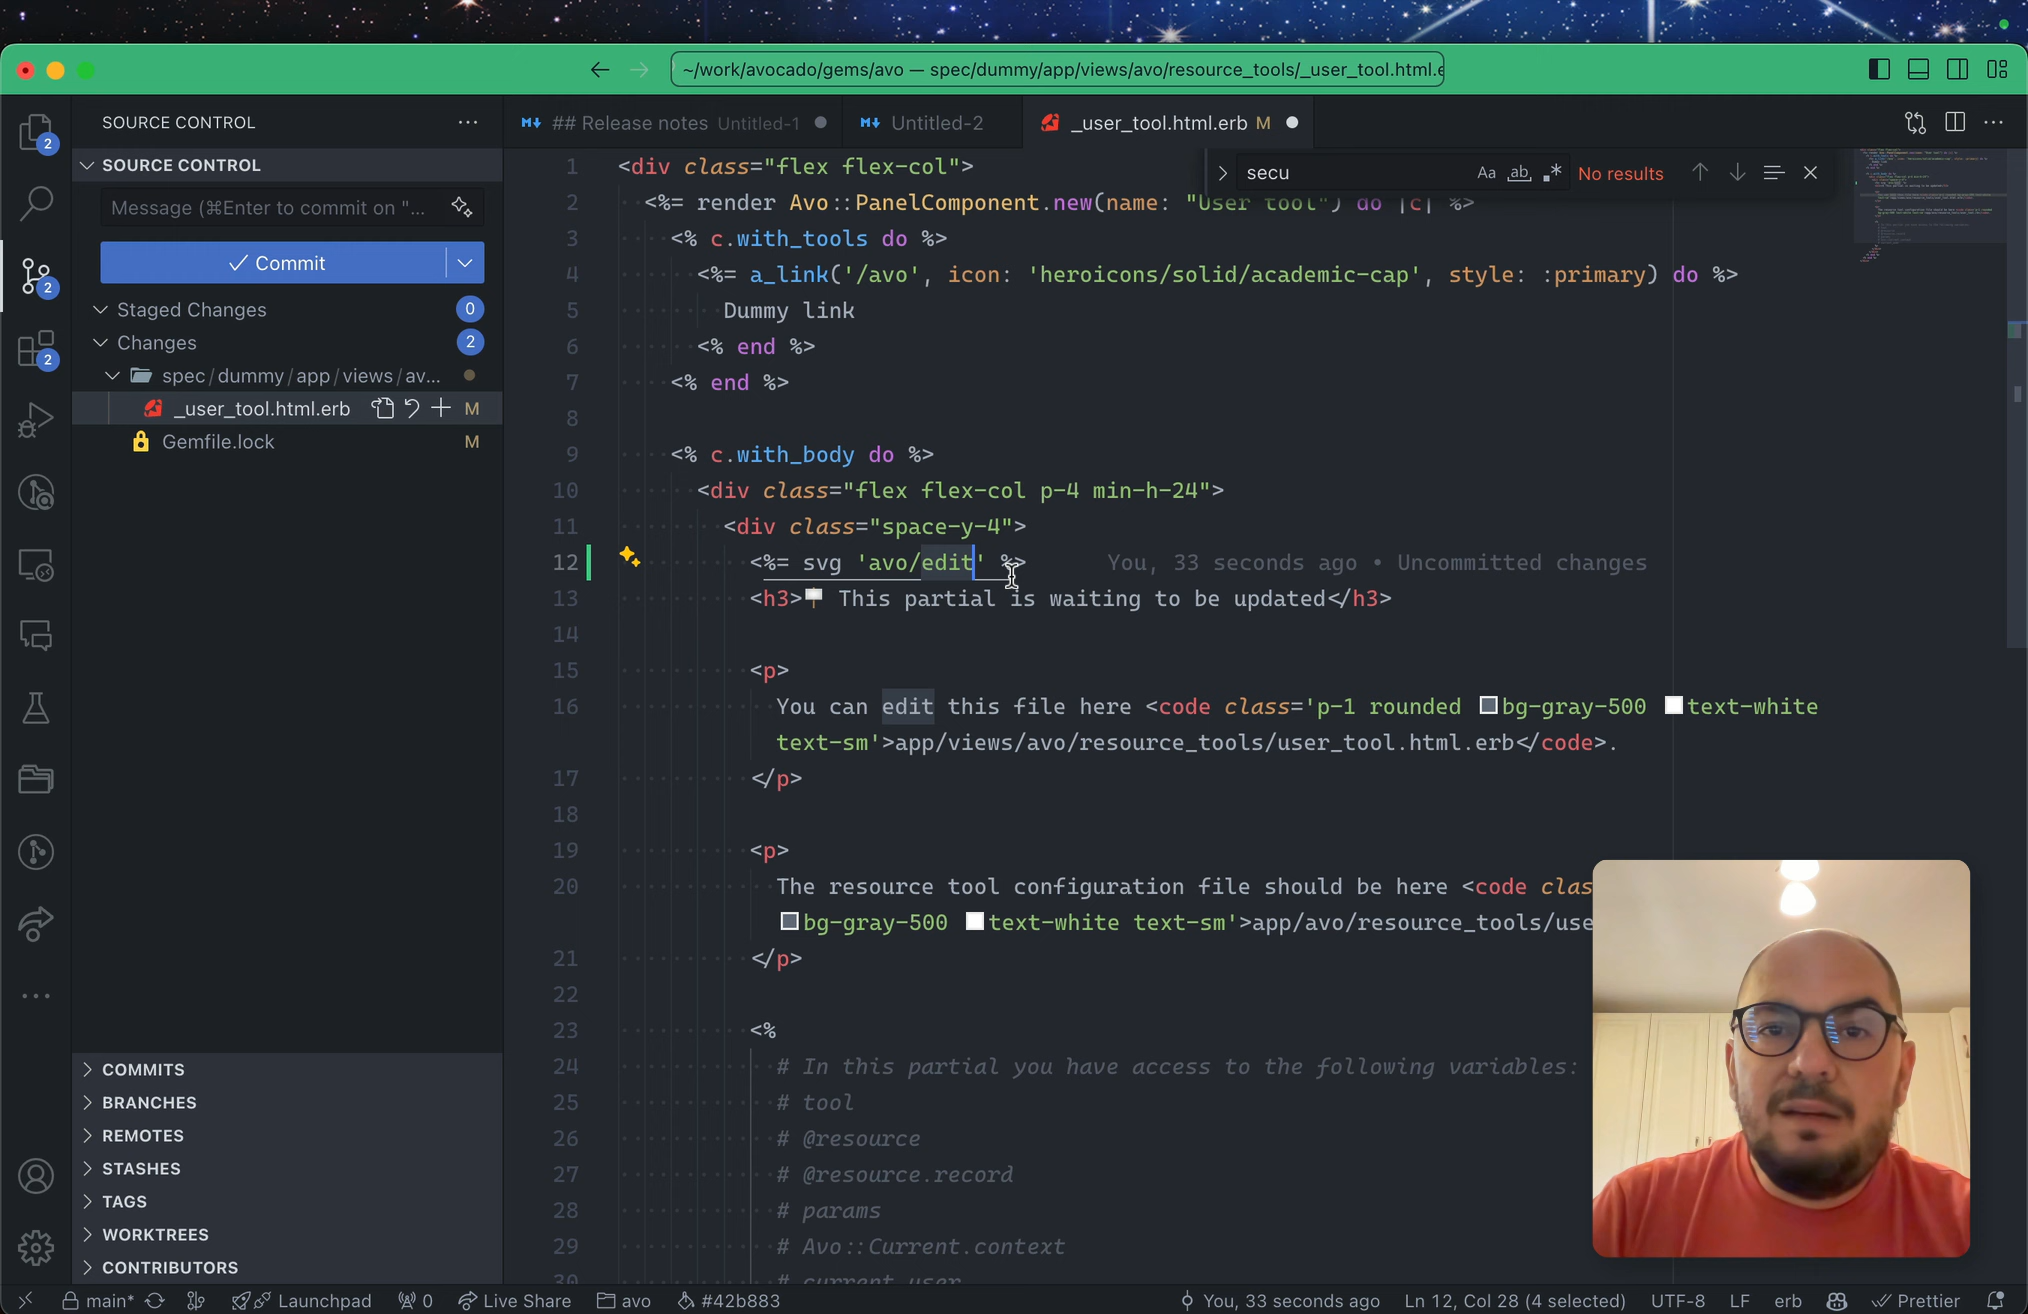 ~/work/avocado/gems/avo — spec/dummy/app/views/avo/resource_tools/_user_tool.html.e
SOURCE CONTROL
## Release notes Untitled-1
Untitled-2
_user_tool.html.erb M
2
SOURCE CONTROL
Message (⌘Enter to commit on "...
Commit
Staged Changes 0
Changes 2
spec/dummy/app/views/av...
_user_tool.html.erb M
Gemfile.lock M
2
2
secu
Aa ab .*
No results
1 <div class="flex flex-col">
2 <%= render Avo::PanelComponent.new(name: "User tool") do |c| %>
3 <% c.with_tools do %>
4 <%= a_link('/avo', icon: 'heroicons/solid/academic-cap', style: :primary) do %>
5 Dummy link
6 <% end %>
7 <% end %>
8
9 <% c.with_body do %>
10 <div class="flex flex-col p-4 min-h-24">
11 <div class="space-y-4">
12 <%= svg 'avo/edit' %> You, 33 seconds ago • Uncommitted changes
13 <h3>🪧 This partial is waiting to be updated</h3>
14
15 <p>
16 You can edit this file here <code class='p-1 rounded bg-gray-500 text-white
text-sm'>app/views/avo/resource_tools/user_tool.html.erb</code>.
17 </p>
18
19 <p>
20 The resource tool configuration file should be here <code clas
bg-gray-500 text-white text-sm'>app/avo/resource_tools/use
21 </p>
22
23 <%
24 # In this partial you have access to the following variables:
25 # tool
26 # @resource
27 # @resource.record
28 # params
29 # Avo::Current.context
30 # current_user
COMMITS
BRANCHES
REMOTES
STASHES
TAGS
WORKTREES
CONTRIBUTORS
main* Launchpad 0 Live Share avo #42b883 You, 33 seconds ago Ln 12, Col 28 (4 selected) UTF-8 LF erb Prettier